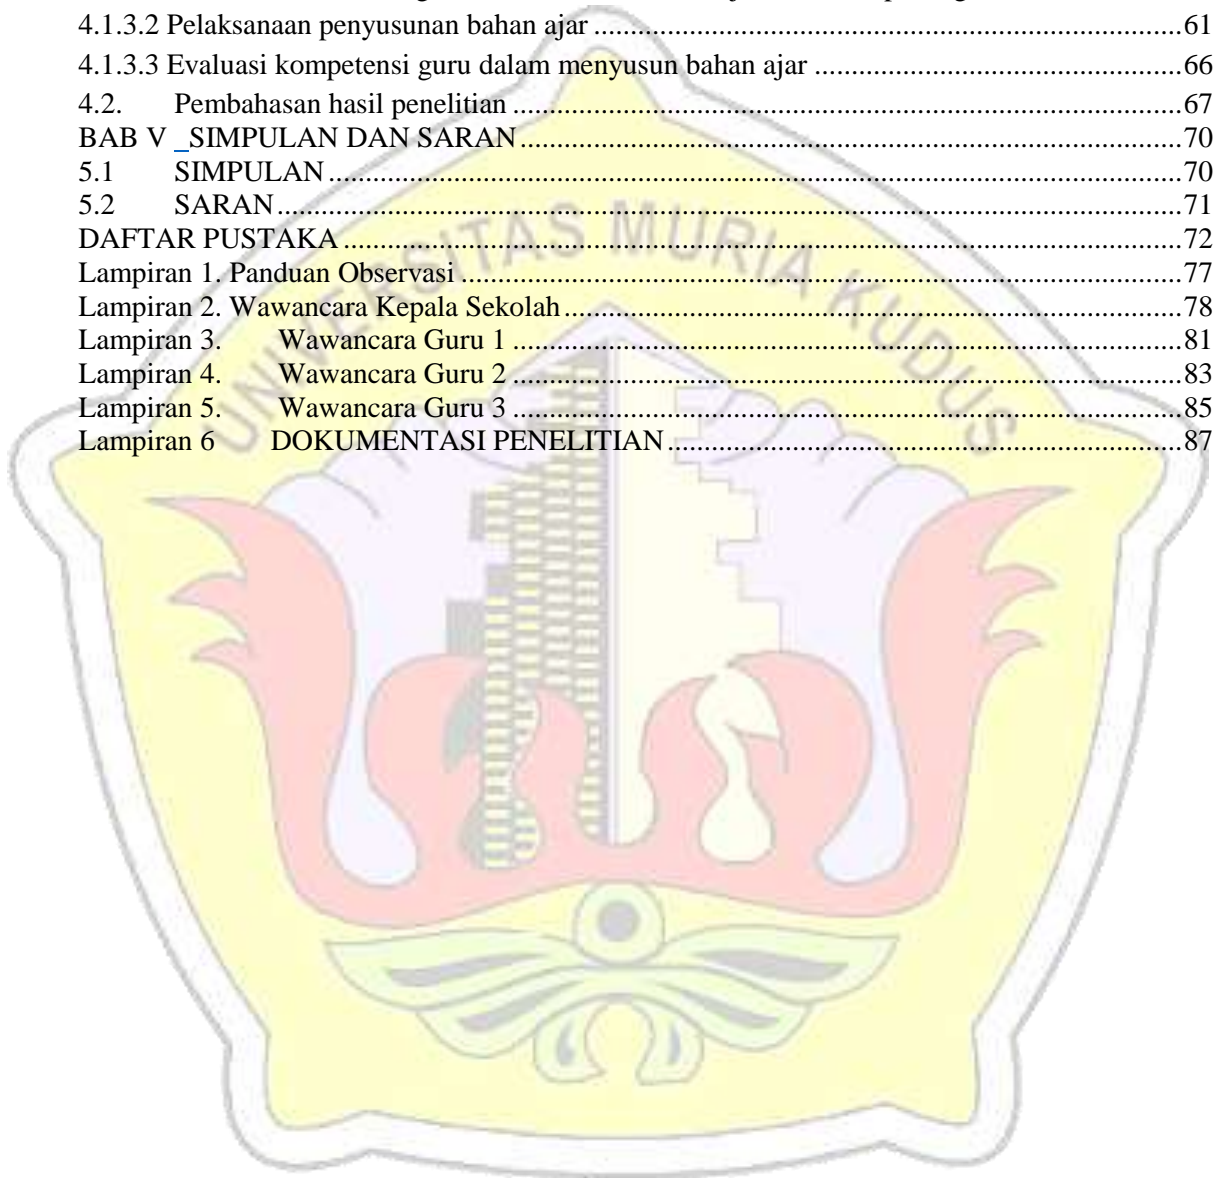 4.1.3.2 Pelaksanaan penyusunan bahan ajar ........ 61
4.1.3.3 Evaluasi kompetensi guru dalam menyusun bahan ajar ........ 66
4.2. Pembahasan hasil penelitian ........ 67
BAB V _SIMPULAN DAN SARAN ........ 70
5.1 SIMPULAN ........ 70
5.2 SARAN ........ 71
DAFTAR PUSTAKA ........ 72
Lampiran 1. Panduan Observasi ........ 77
Lampiran 2. Wawancara Kepala Sekolah ........ 78
Lampiran 3. Wawancara Guru 1 ........ 81
Lampiran 4. Wawancara Guru 2 ........ 83
Lampiran 5. Wawancara Guru 3 ........ 85
Lampiran 6 DOKUMENTASI PENELITIAN ........ 87
UNIVERSITAS MURIA KUDUS